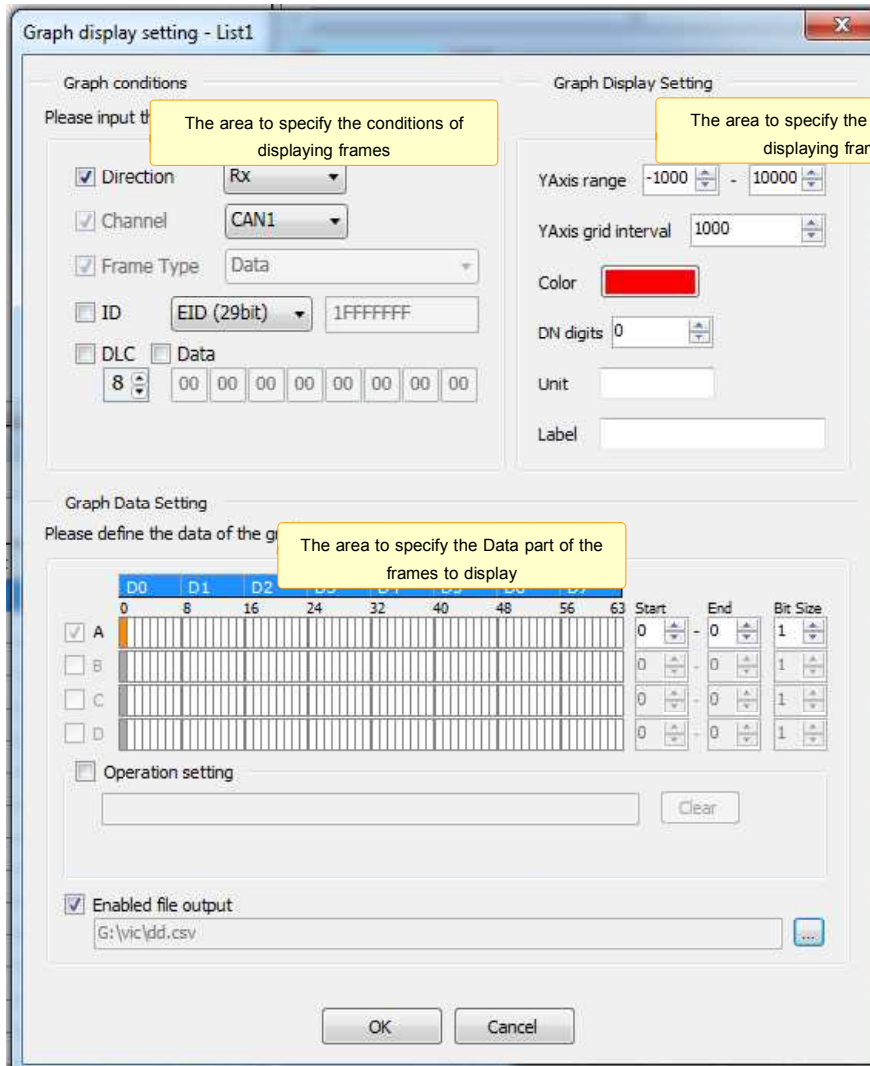 Graph display setting - List1
Graph conditions
Please input th
The area to specify the conditions of
displaying frames
Direction Rx
Channel CAN1
Frame Type Data
ID EID (29bit) 1FFFFFFF
DLC Data
8 00 00 00 00 00 00 00 00
Graph Display Setting
The area to specify the
displaying fra
YAxis range -1000 - 10000
YAxis grid interval 1000
Color
DN digits 0
Unit
Label
Graph Data Setting
Please define the data of the g
The area to specify the Data part of the
frames to display
D0 D1 D2
0 8 16 24 32 40 48 56 63 Start End Bit Size
A 0 - 0 1
B 0 - 0 1
C 0 - 0 1
D 0 - 0 1
Operation setting
Clear
Enabled file output
G:\vic\dd.csv
...
OK Cancel